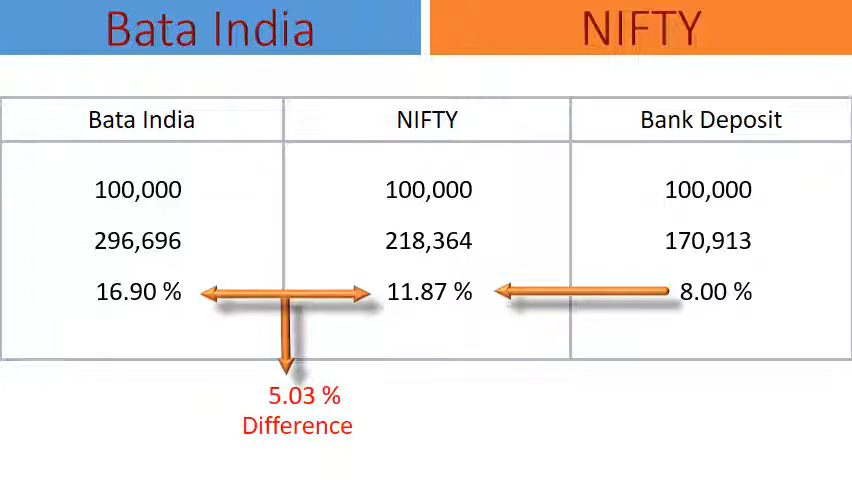 Bata India NIFTY
Bata India NIFTY Bank Deposit
100,000 100,000 100,000
296,696 218,364 170,913
16.90 % 11.87 % 8.00 %
5.03 %
Difference